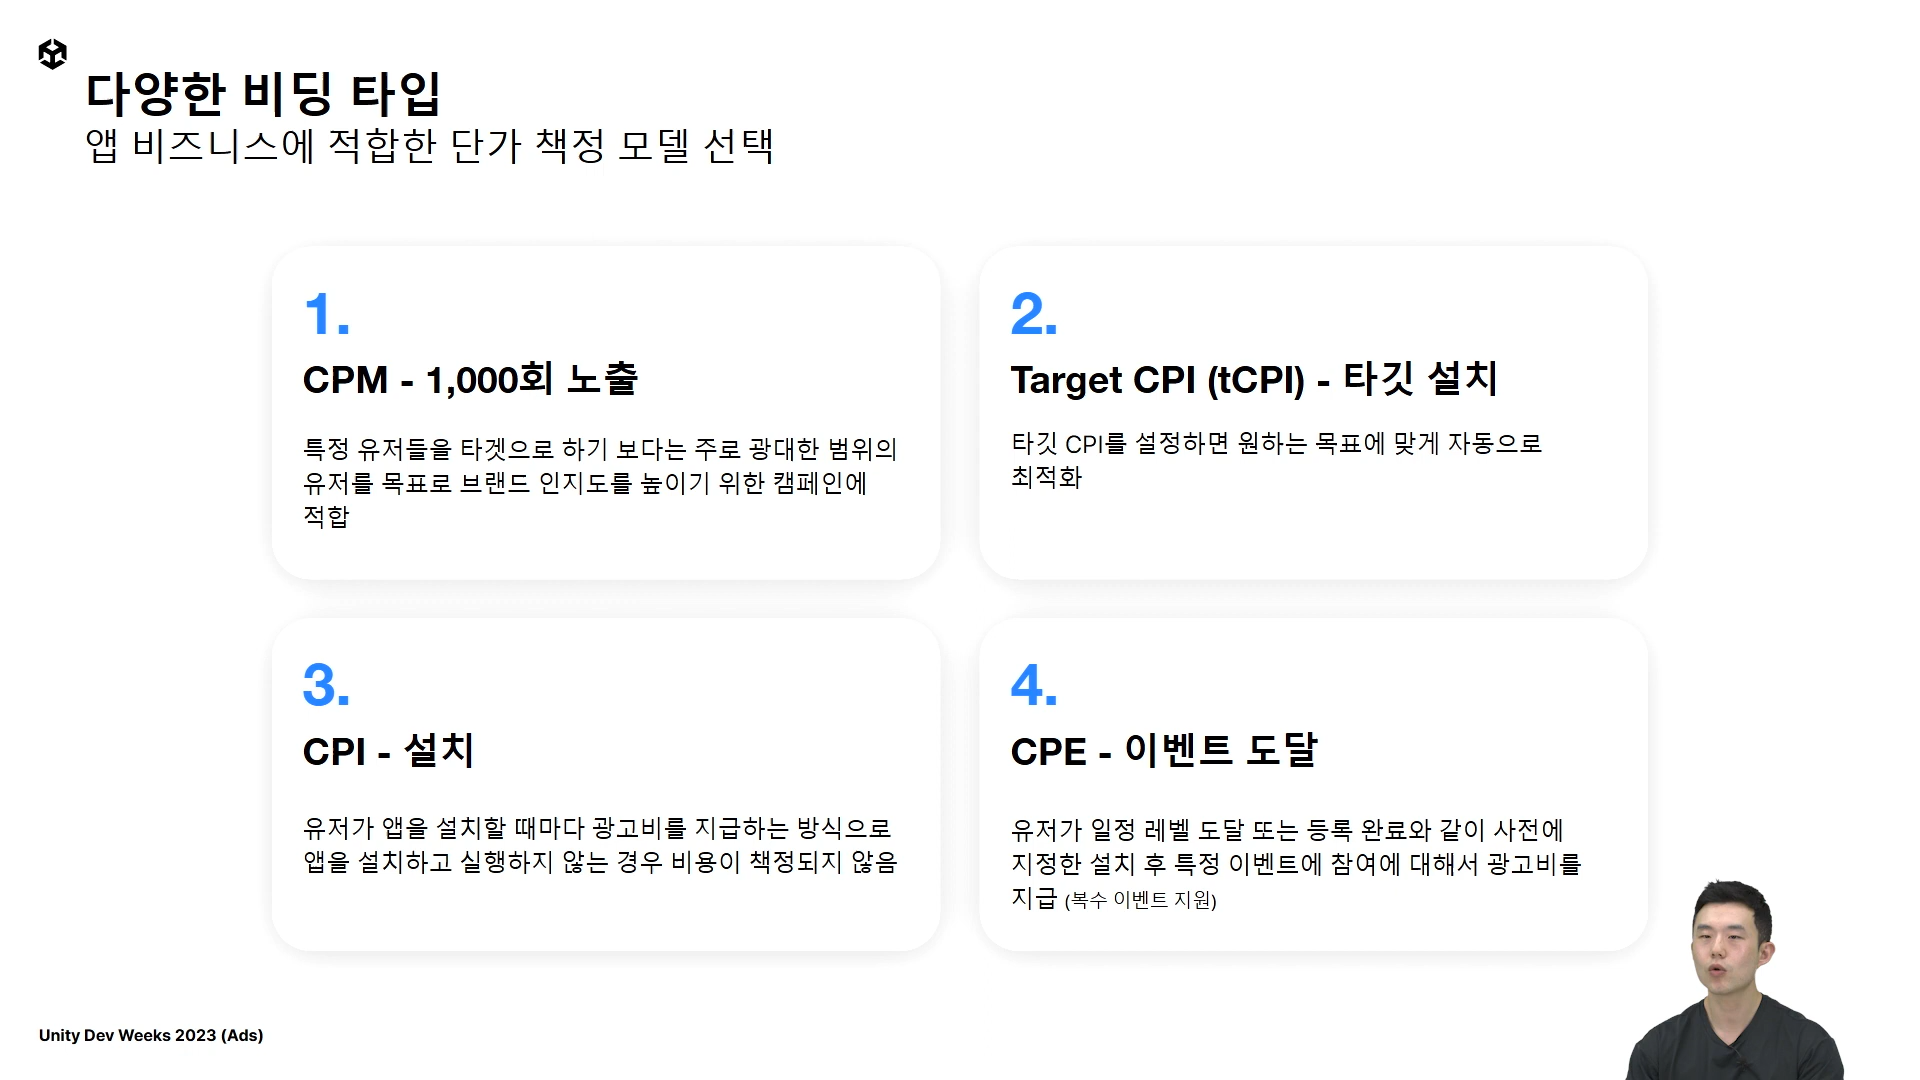 다양한 비딩 타입
앱 비즈니스에 적합한 단가 책정 모델 선택
1.
CPM - 1,000회 노출
특정 유저들을 타겟으로 하기 보다는 주로 광대한 범위의
유저를 목표로 브랜드 인지도를 높이기 위한 캠페인에
적합
2.
Target CPI (tCPI) - 타깃 설치
타깃 CPI를 설정하면 원하는 목표에 맞게 자동으로
최적화
3.
CPI - 설치
유저가 앱을 설치할 때마다 광고비를 지급하는 방식으로
앱을 설치하고 실행하지 않는 경우 비용이 책정되지 않음
4.
CPE - 이벤트 도달
유저가 일정 레벨 도달 또는 등록 완료와 같이 사전에
지정한 설치 후 특정 이벤트에 참여에 대해서 광고비를
지급 (복수 이벤트 지원)
Unity Dev Weeks 2023 (Ads)